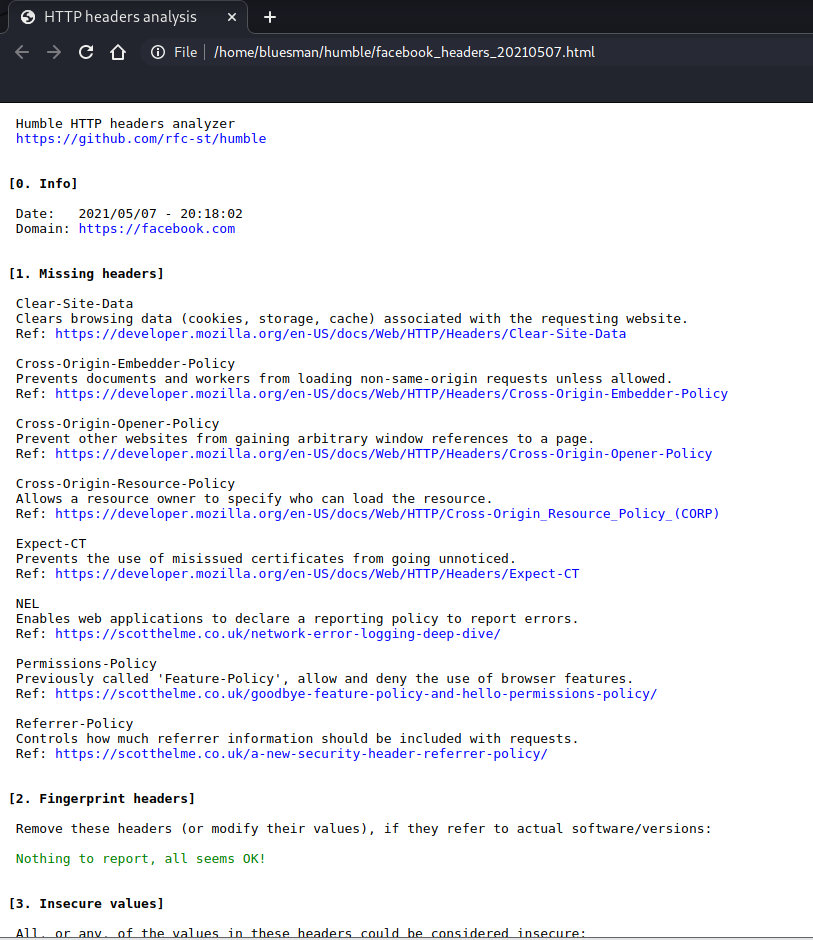 HTTP headers analysis
File | /home/bluesman/humble/facebook_headers_20210507.html
Humble HTTP headers analyzer
https://github.com/rfc-st/humble
[0. Info]
Date: 2021/05/07 - 20:18:02
Domain: https://facebook.com
[1. Missing headers]
Clear-Site-Data
Clears browsing data (cookies, storage, cache) associated with the requesting website.
Ref: https://developer.mozilla.org/en-US/docs/Web/HTTP/Headers/Clear-Site-Data
Cross-Origin-Embedder-Policy
Prevents documents and workers from loading non-same-origin requests unless allowed.
Ref: https://developer.mozilla.org/en-US/docs/Web/HTTP/Headers/Cross-Origin-Embedder-Policy
Cross-Origin-Opener-Policy
Prevent other websites from gaining arbitrary window references to a page.
Ref: https://developer.mozilla.org/en-US/docs/Web/HTTP/Headers/Cross-Origin-Opener-Policy
Cross-Origin-Resource-Policy
Allows a resource owner to specify who can load the resource.
Ref: https://developer.mozilla.org/en-US/docs/Web/HTTP/Cross-Origin_Resource_Policy_(CORP)
Expect-CT
Prevents the use of misissued certificates from going unnoticed.
Ref: https://developer.mozilla.org/en-US/docs/Web/HTTP/Headers/Expect-CT
NEL
Enables web applications to declare a reporting policy to report errors.
Ref: https://scotthelme.co.uk/network-error-logging-deep-dive/
Permissions-Policy
Previously called 'Feature-Policy', allow and deny the use of browser features.
Ref: https://scotthelme.co.uk/goodbye-feature-policy-and-hello-permissions-policy/
Referrer-Policy
Controls how much referrer information should be included with requests.
Ref: https://scotthelme.co.uk/a-new-security-header-referrer-policy/
[2. Fingerprint headers]
Remove these headers (or modify their values), if they refer to actual software/versions:
Nothing to report, all seems OK!
[3. Insecure values]
All, or any, of the values in these headers could be considered insecure: